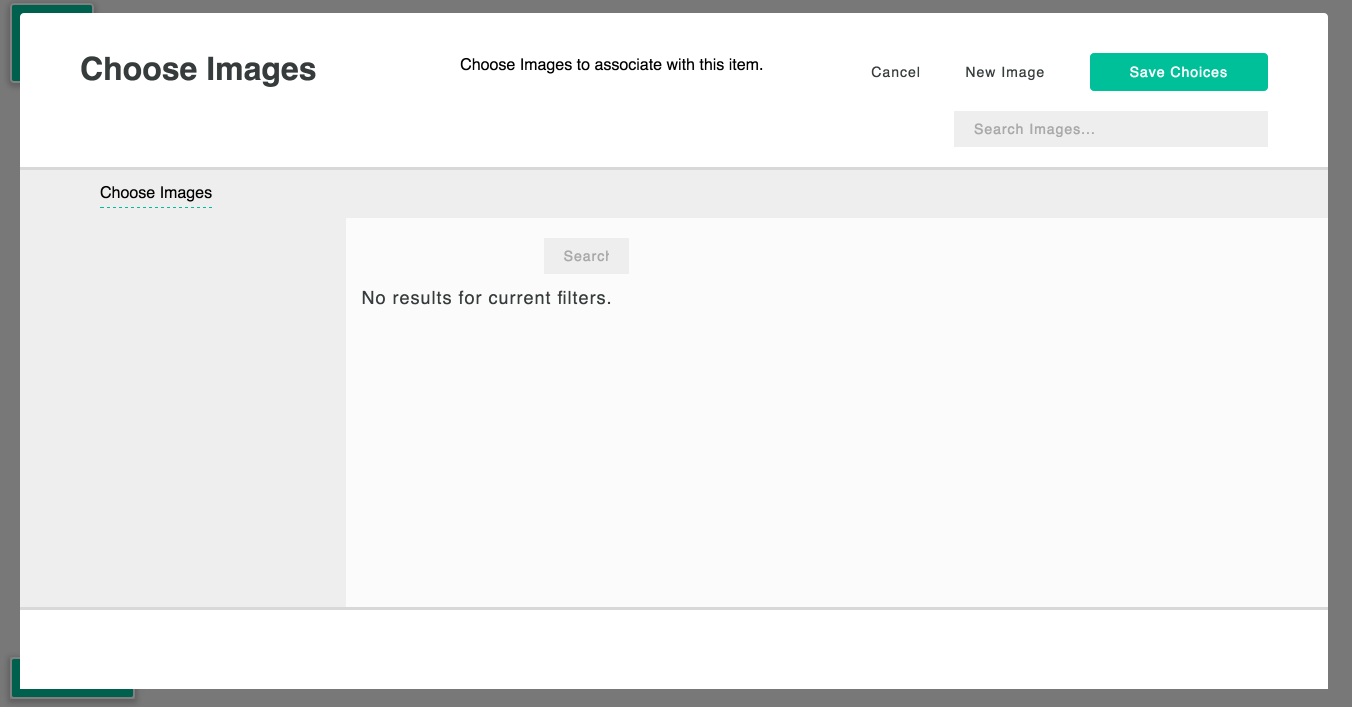 Choose Images
Choose Images to associate with this item.
Cancel
New Image
Save Choices
Search Images...
Choose Images
Search
No results for current filters.